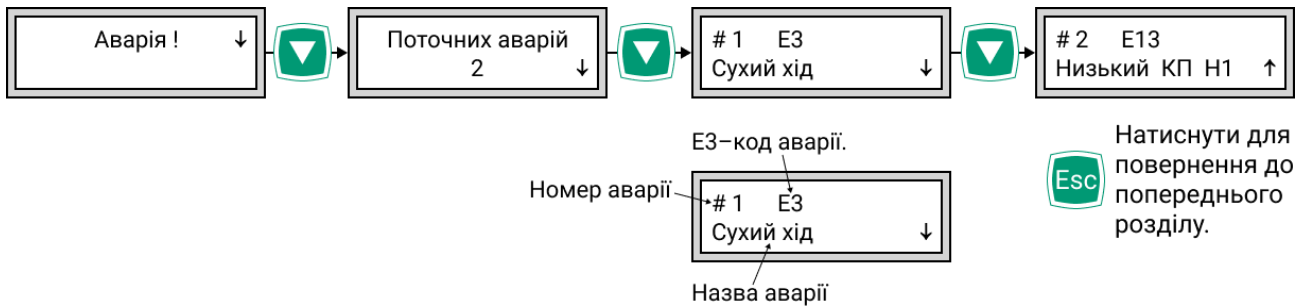 Аварія ! ↓
Поточних аварій
2 ↓
# 1 E3
Сухий хід ↓
# 2 E13
Низький КП Н1 ↑
E3–код аварії.
Номер аварії
# 1 E3
Сухий хід ↓
Назва аварії
Esc
Натиснути для
повернення до
попереднього
розділу.